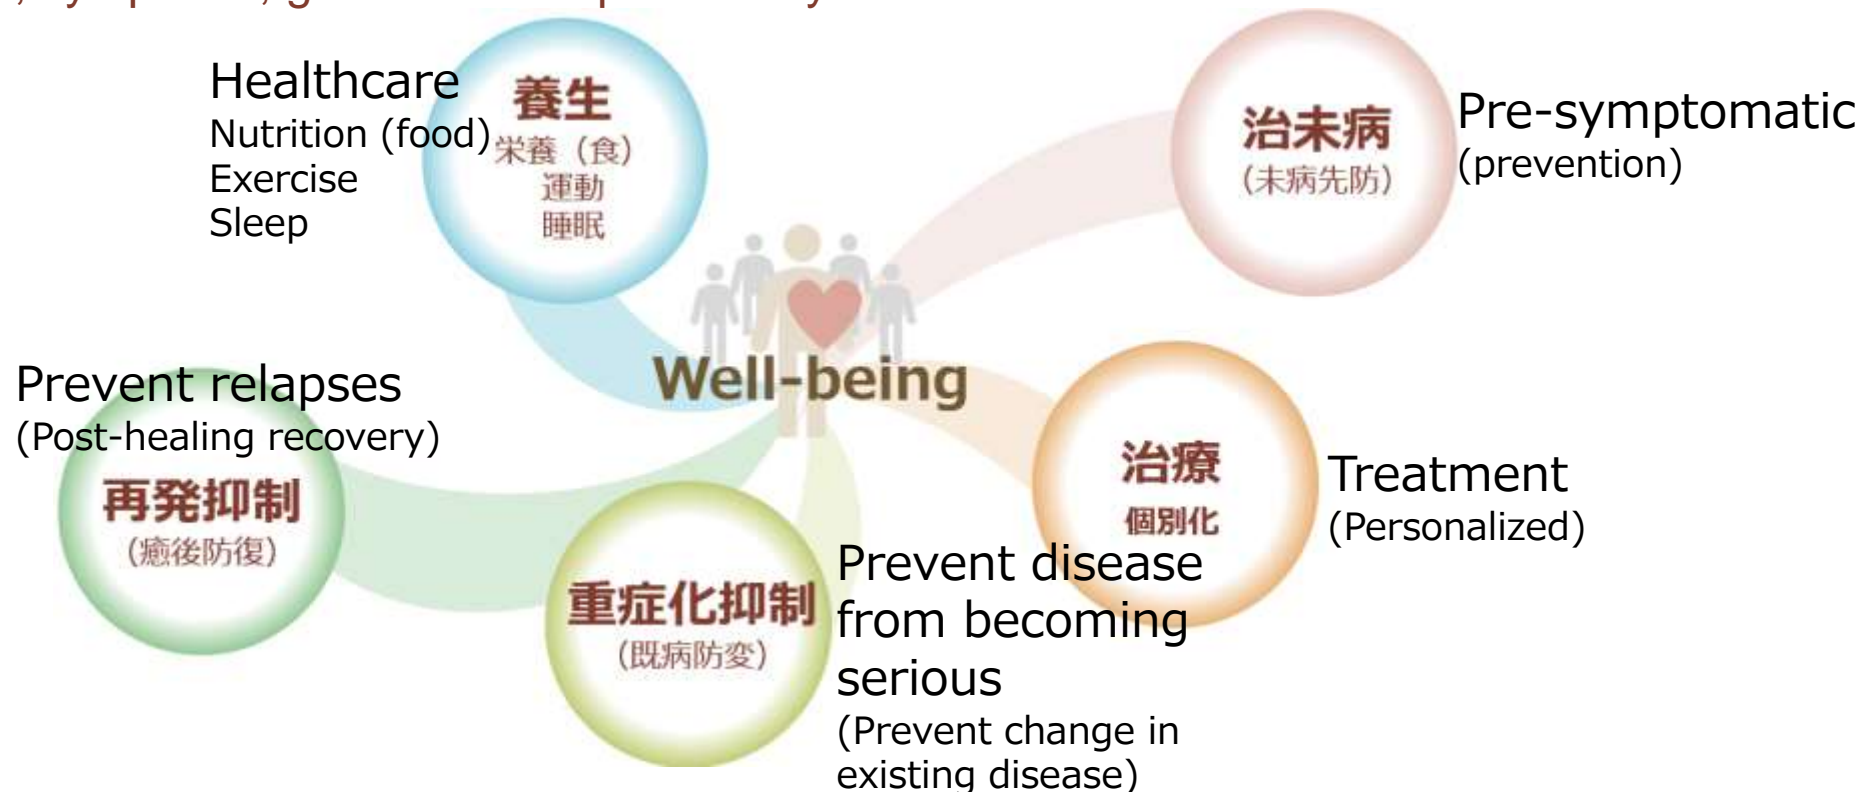 Healthcare
Nutrition (food)
Exercise
Sleep
養生
栄養（食）
運動
睡眠
治未病
（未病先防）
Pre-symptomatic
(prevention)
Well-being
Prevent relapses
(Post-healing recovery)
再発抑制
（癒後防復）
重症化抑制
（既病防変）
Prevent disease
from becoming
serious
(Prevent change in
existing disease)
治療
個別化
Treatment
(Personalized)